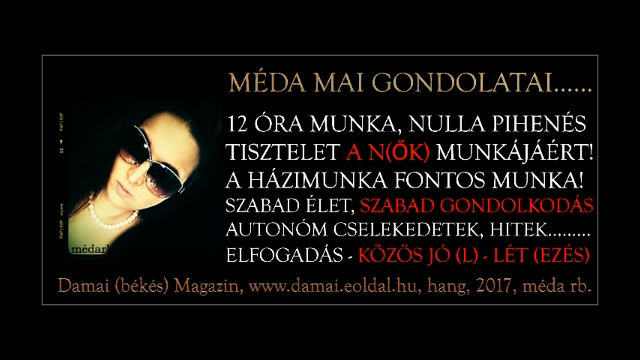 MÉDA MAI GONDOLATAI......
12 ÓRA MUNKA, NULLA PIHENÉS
TISZTELET A N(ŐK) MUNKÁJÁÉRT!
A HÁZIMUNKA FONTOS MUNKA!
SZABAD ÉLET, SZABAD GONDOLKODÁS
AUTONÓM CSELEKEDETEK, HITEK.........
ELFOGADÁS - KÖZÖS JÓ (L) - LÉT (EZÉS)
médarb
Damai (békés) Magazin, www.damai.eoldal.hu, hang, 2017, méda rb.